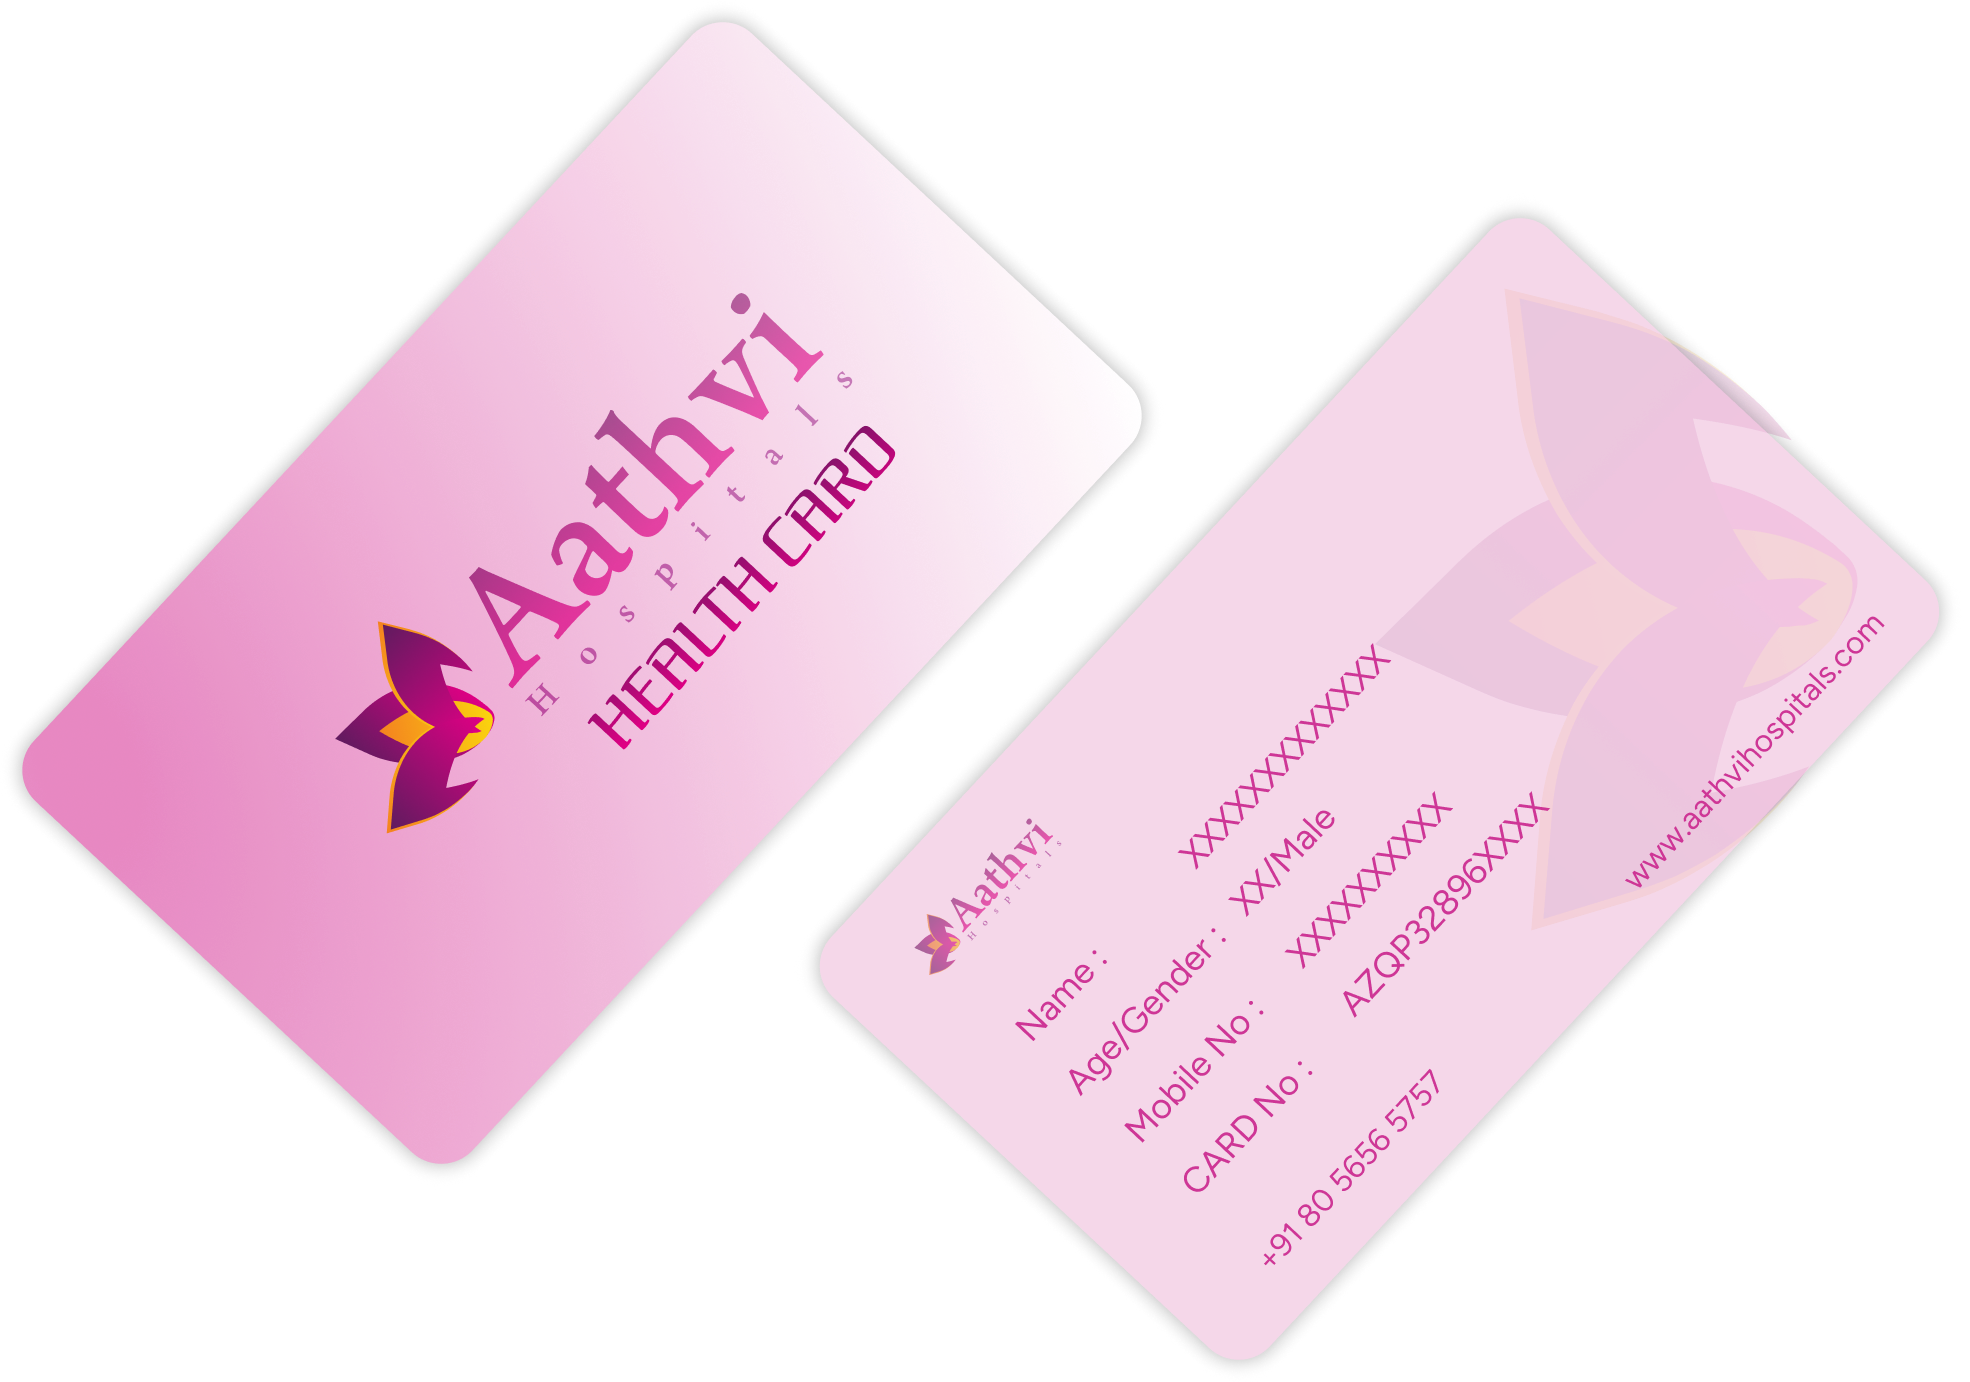 Aathvi
Hospitals
HEALTH CARD
Aathvi
Hospitals
Name : XXXXXXXXXXXXXX
Age/Gender : XX/Male
Mobile No : XXXXXXXXXX
CARD No : AZQP32896XXXX
+91 80 5656 5757
www.aathvihospitals.com